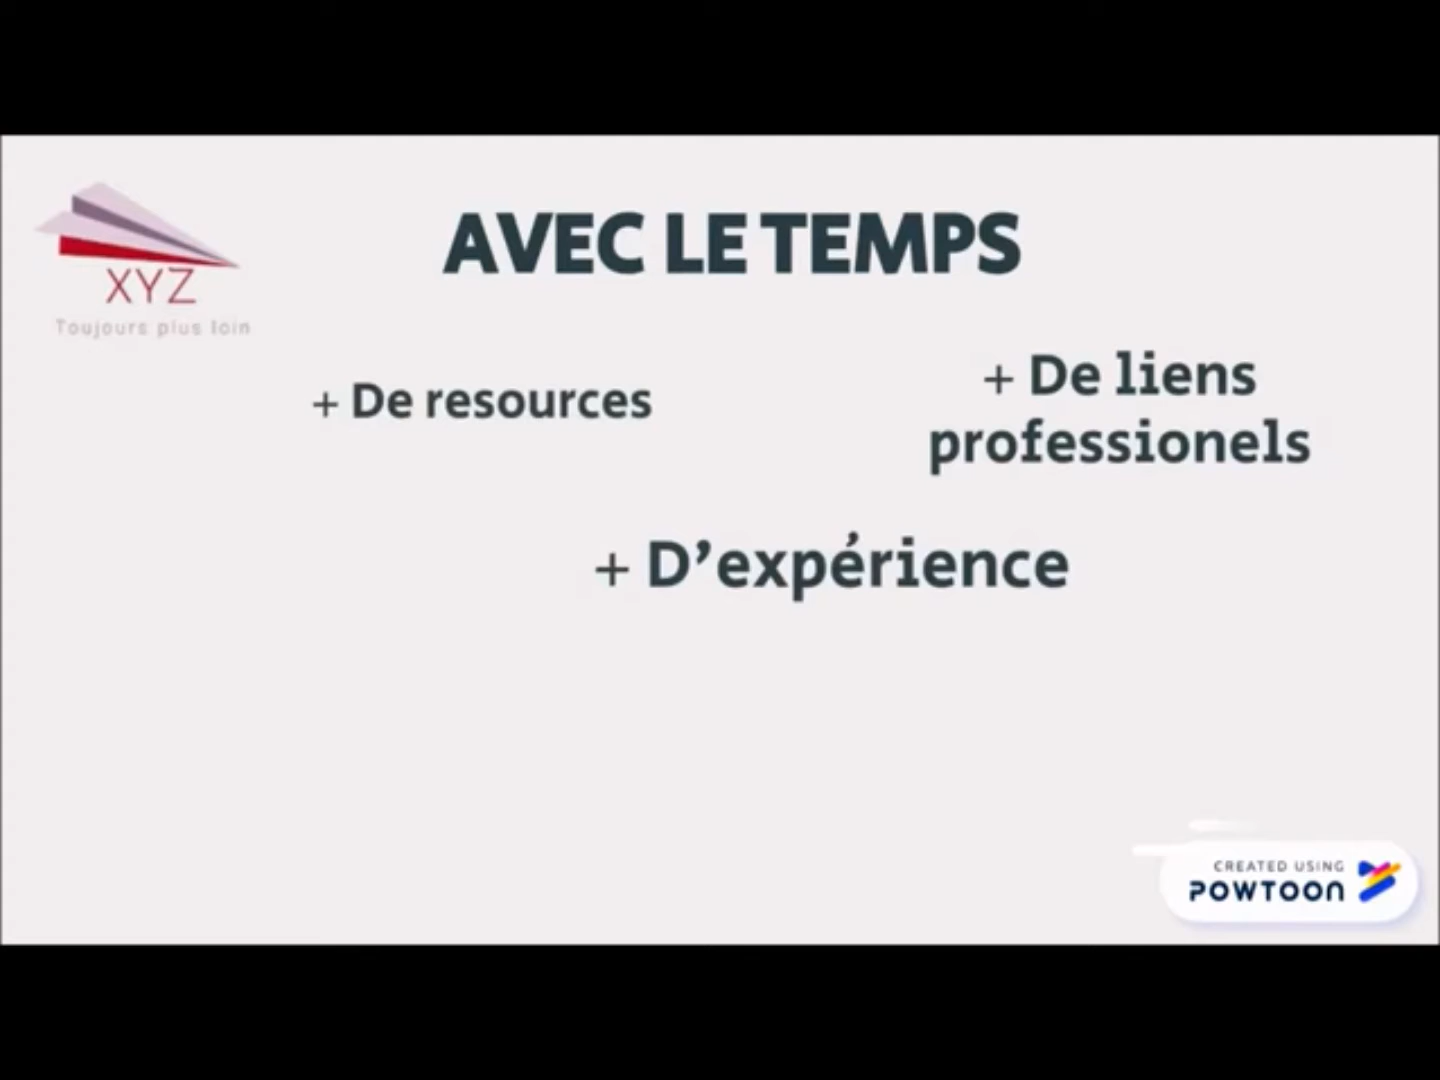 AVEC LE TEMPS
XYZ
Toujours plus loin
+ De resources
+ De liens
professionels
+ D’expérience
CREATED USING
POWTOON